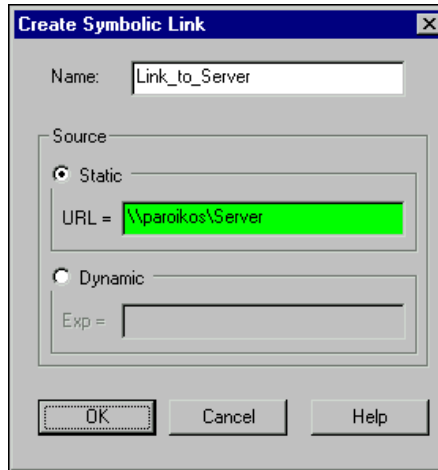 Create Symbolic Link
Name: Link_to_Server
Source
Static
URL = \\paroikos\Server
Dynamic
Exp =
OK Cancel Help